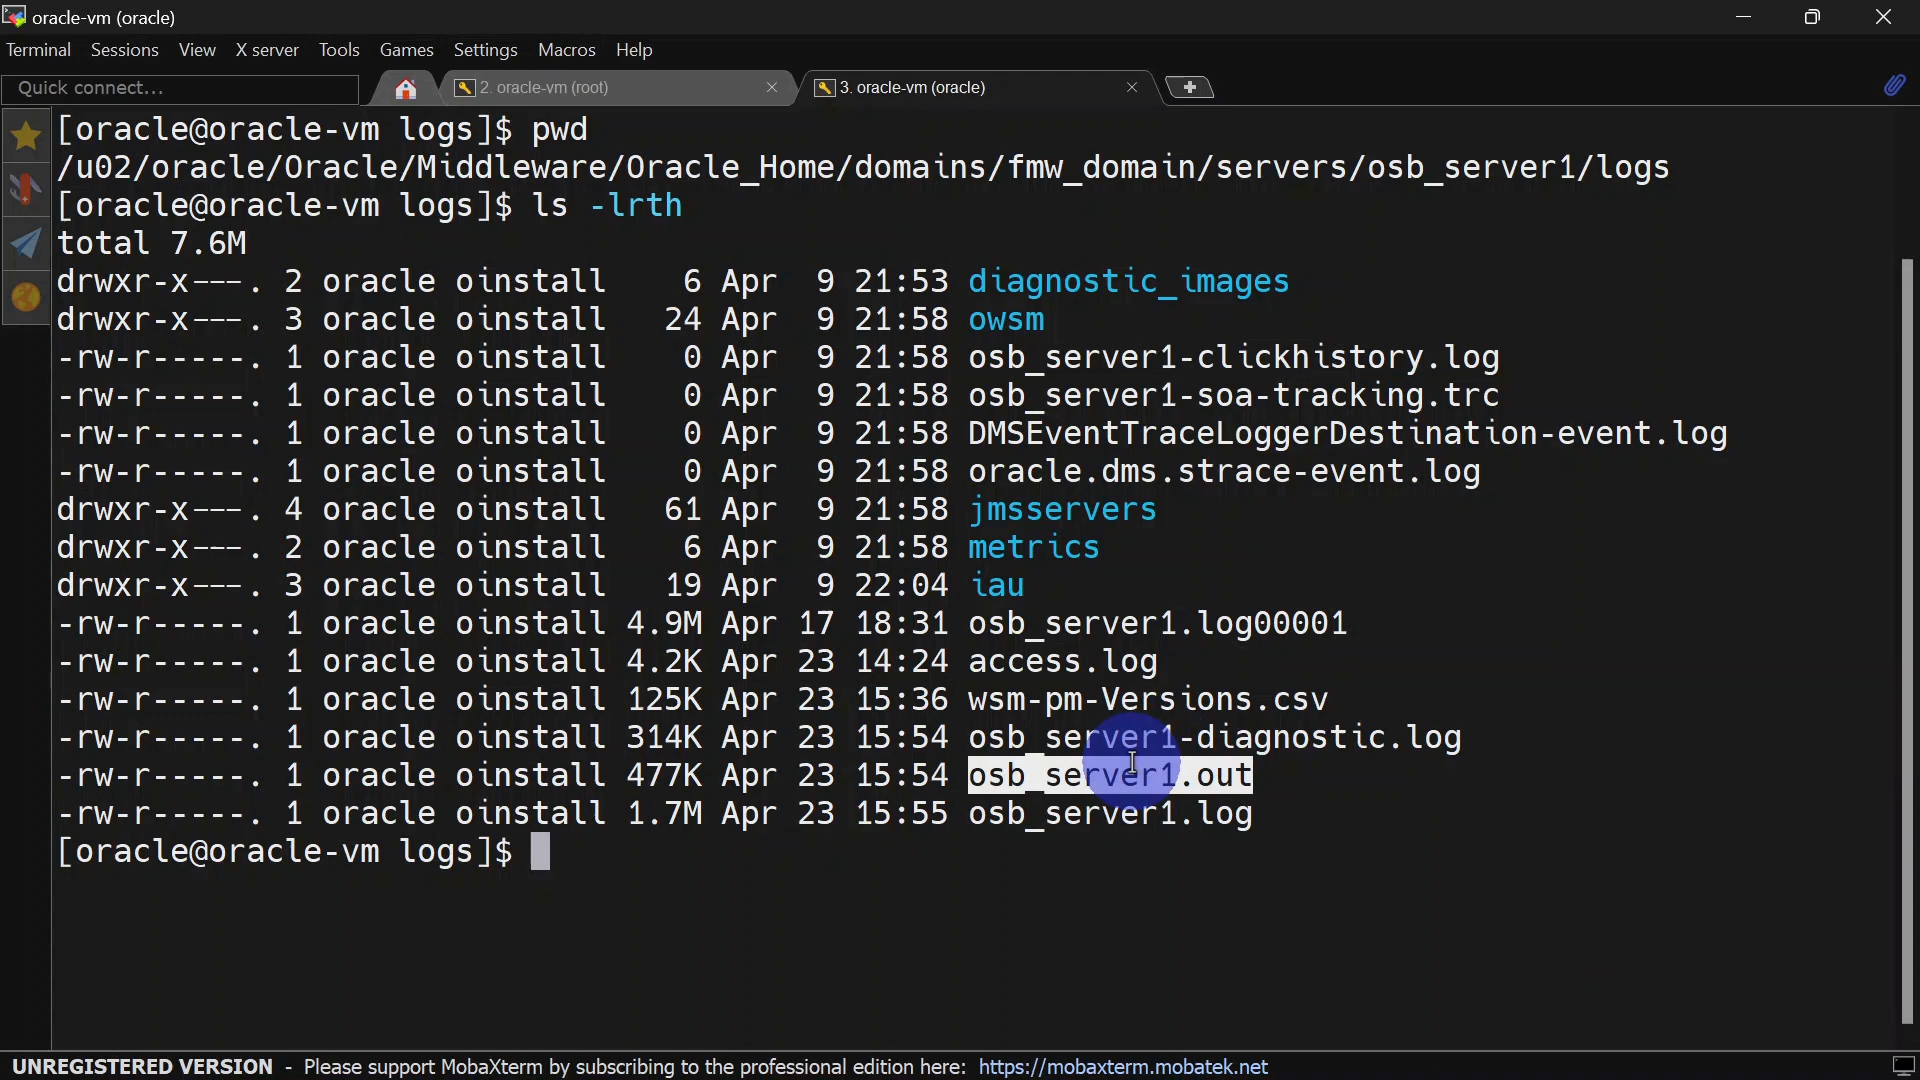 oracle-vm (oracle)
Terminal Sessions View X server Tools Games Settings Macros Help
Quick connect... 2. oracle-vm (root) 3. oracle-vm (oracle)
[oracle@oracle-vm logs]$ pwd
/u02/oracle/Oracle/Middleware/Oracle_Home/domains/fmw_domain/servers/osb_server1/logs
[oracle@oracle-vm logs]$ ls -lrth
total 7.6M
drwxr-x---. 2 oracle oinstall    6 Apr  9 21:53 diagnostic_images
drwxr-x---. 3 oracle oinstall   24 Apr  9 21:58 owsm
-rw-r-----. 1 oracle oinstall    0 Apr  9 21:58 osb_server1-clickhistory.log
-rw-r-----. 1 oracle oinstall    0 Apr  9 21:58 osb_server1-soa-tracking.trc
-rw-r-----. 1 oracle oinstall    0 Apr  9 21:58 DMSEventTraceLoggerDestination-event.log
-rw-r-----. 1 oracle oinstall    0 Apr  9 21:58 oracle.dms.strace-event.log
drwxr-x---. 4 oracle oinstall   61 Apr  9 21:58 jmsservers
drwxr-x---. 2 oracle oinstall    6 Apr  9 21:58 metrics
drwxr-x---. 3 oracle oinstall   19 Apr  9 22:04 iau
-rw-r-----. 1 oracle oinstall 4.9M Apr 17 18:31 osb_server1.log00001
-rw-r-----. 1 oracle oinstall 4.2K Apr 23 14:24 access.log
-rw-r-----. 1 oracle oinstall 125K Apr 23 15:36 wsm-pm-Versions.csv
-rw-r-----. 1 oracle oinstall 314K Apr 23 15:54 osb_server1-diagnostic.log
-rw-r-----. 1 oracle oinstall 477K Apr 23 15:54 osb_server1.out
-rw-r-----. 1 oracle oinstall 1.7M Apr 23 15:55 osb_server1.log
[oracle@oracle-vm logs]$
UNREGISTERED VERSION - Please support MobaXterm by subscribing to the professional edition here: https://mobaxterm.mobatek.net